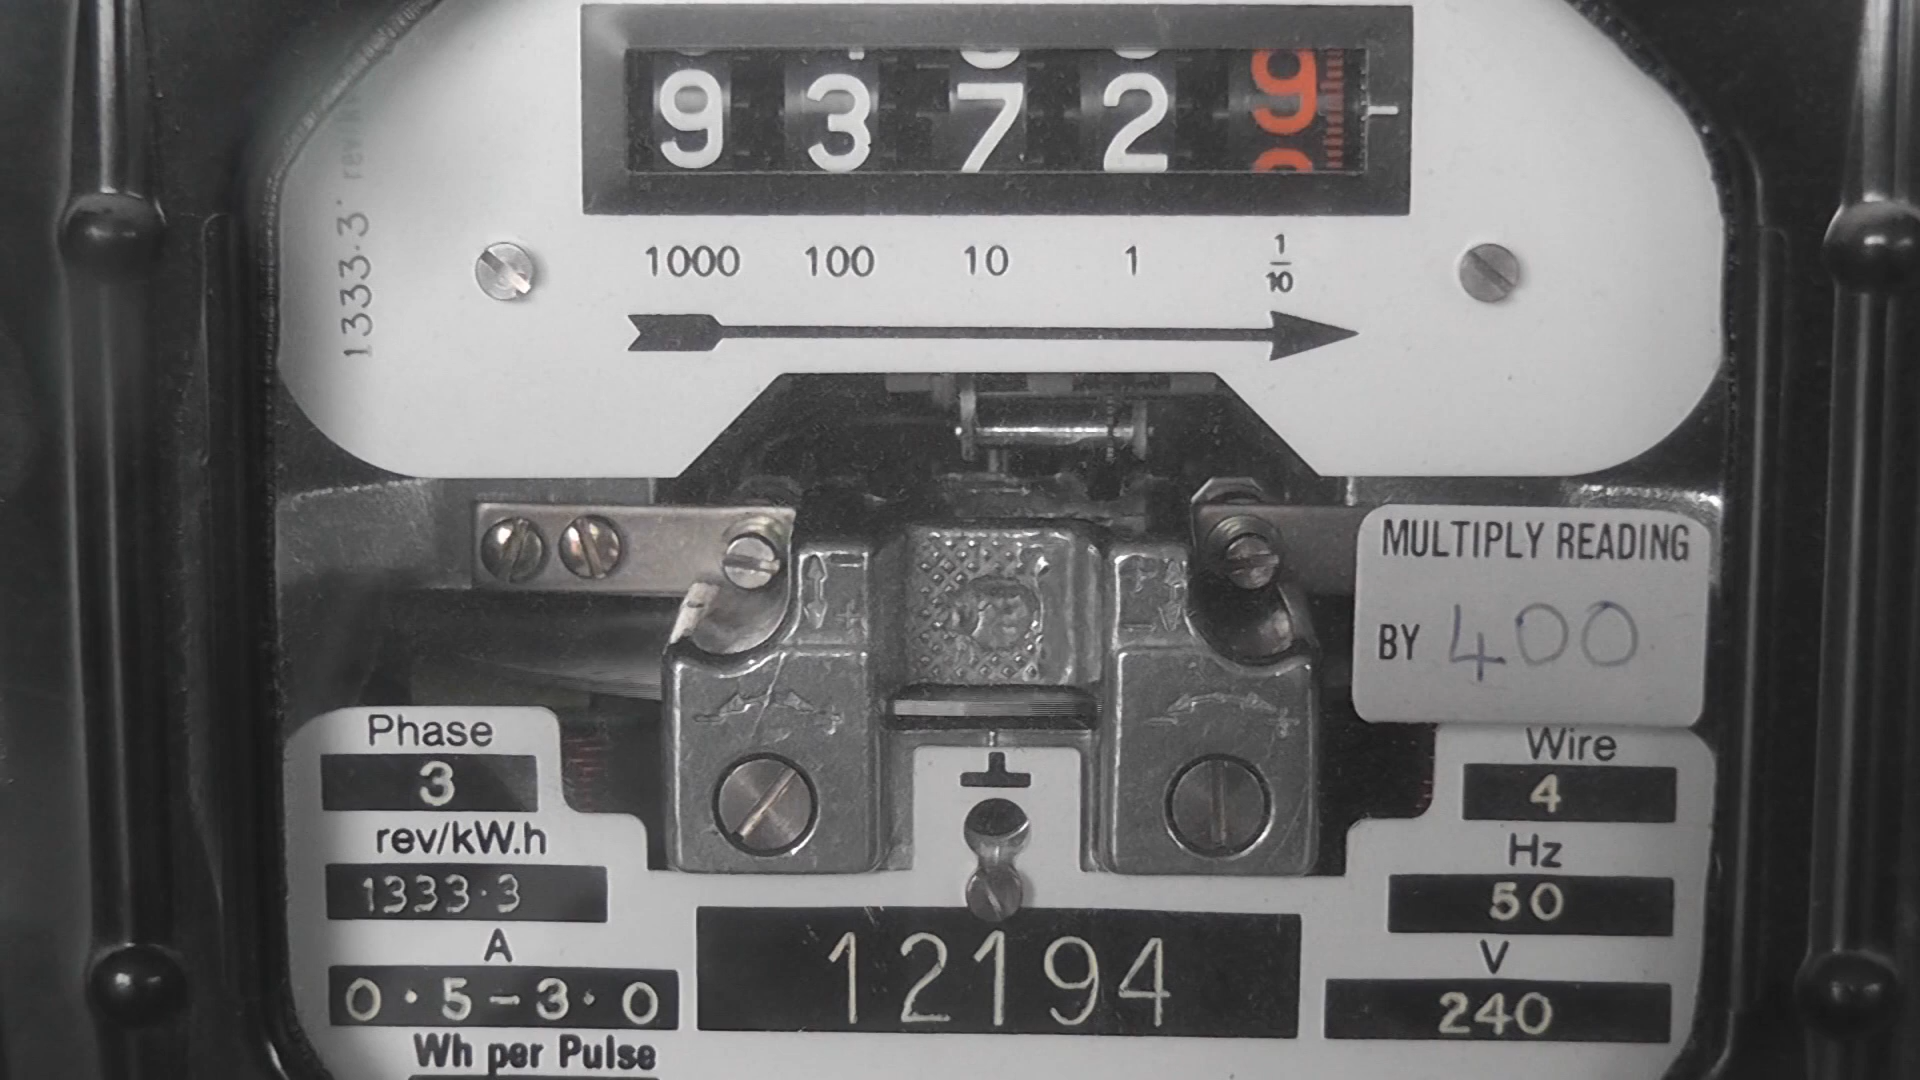 9 3 7 2 9
1000 100 10 1 1/10
1333·3 rev/k
MULTIPLY READING
BY 400
Phase
3
rev/kW.h
1333·3
A
0·5-3·0
Wh per Pulse
12194
Wire
4
Hz
50
V
240